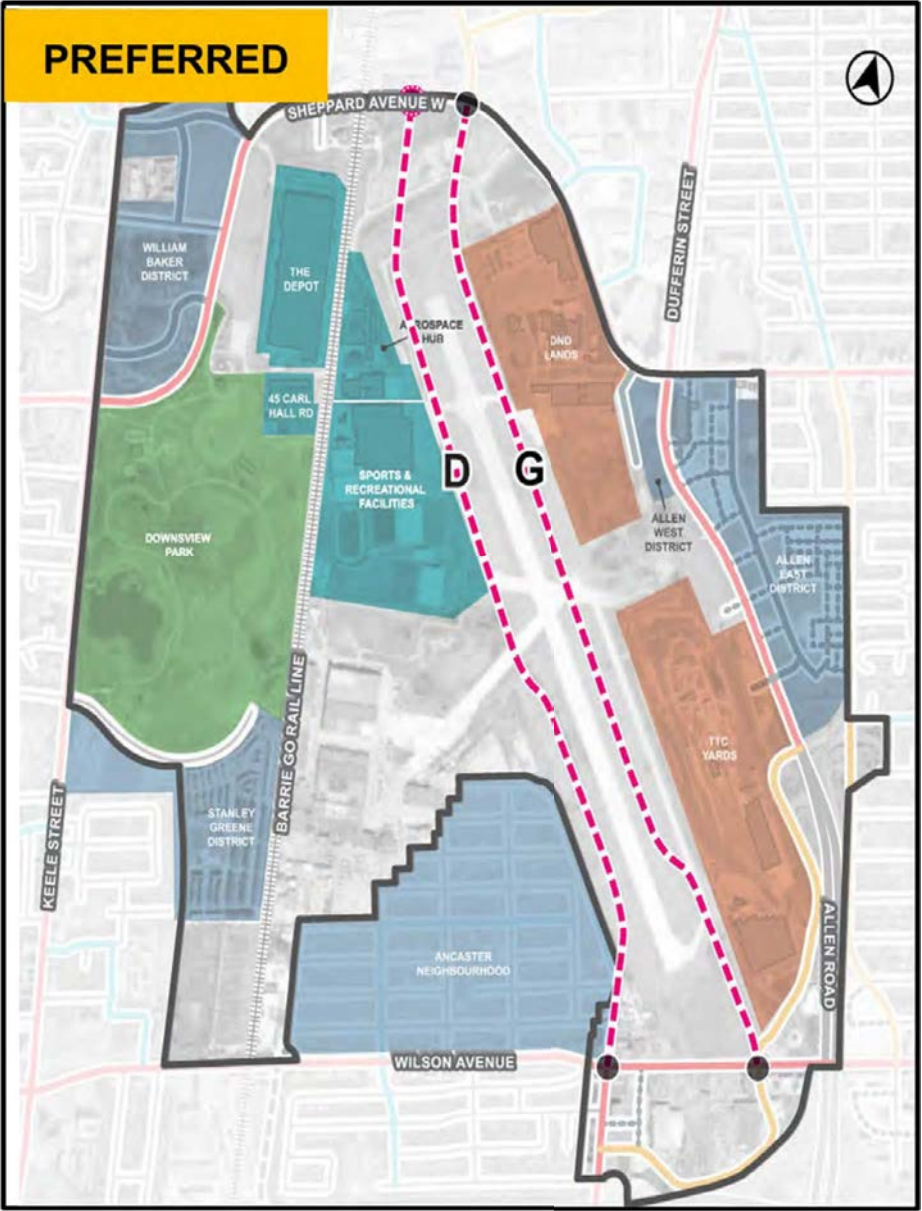 PREFERRED
SHEPPARD AVENUE W
DUFFERIN STREET
WILLIAM
BAKER
DISTRICT
THE
DEPOT
AEROSPACE
HUB
DND
LANDS
45 CARL
HALL RD
D
G
SPORTS &
RECREATIONAL
FACILITIES
DOWNSVIEW
PARK
ALLEN
WEST
DISTRICT
ALLEN
EAST
DISTRICT
BARRIE GO RAIL LINE
TTC
YARDS
KEELE STREET
STANLEY
GREENE
DISTRICT
ALLEN ROAD
ANCASTER
NEIGHBOURHOOD
WILSON AVENUE